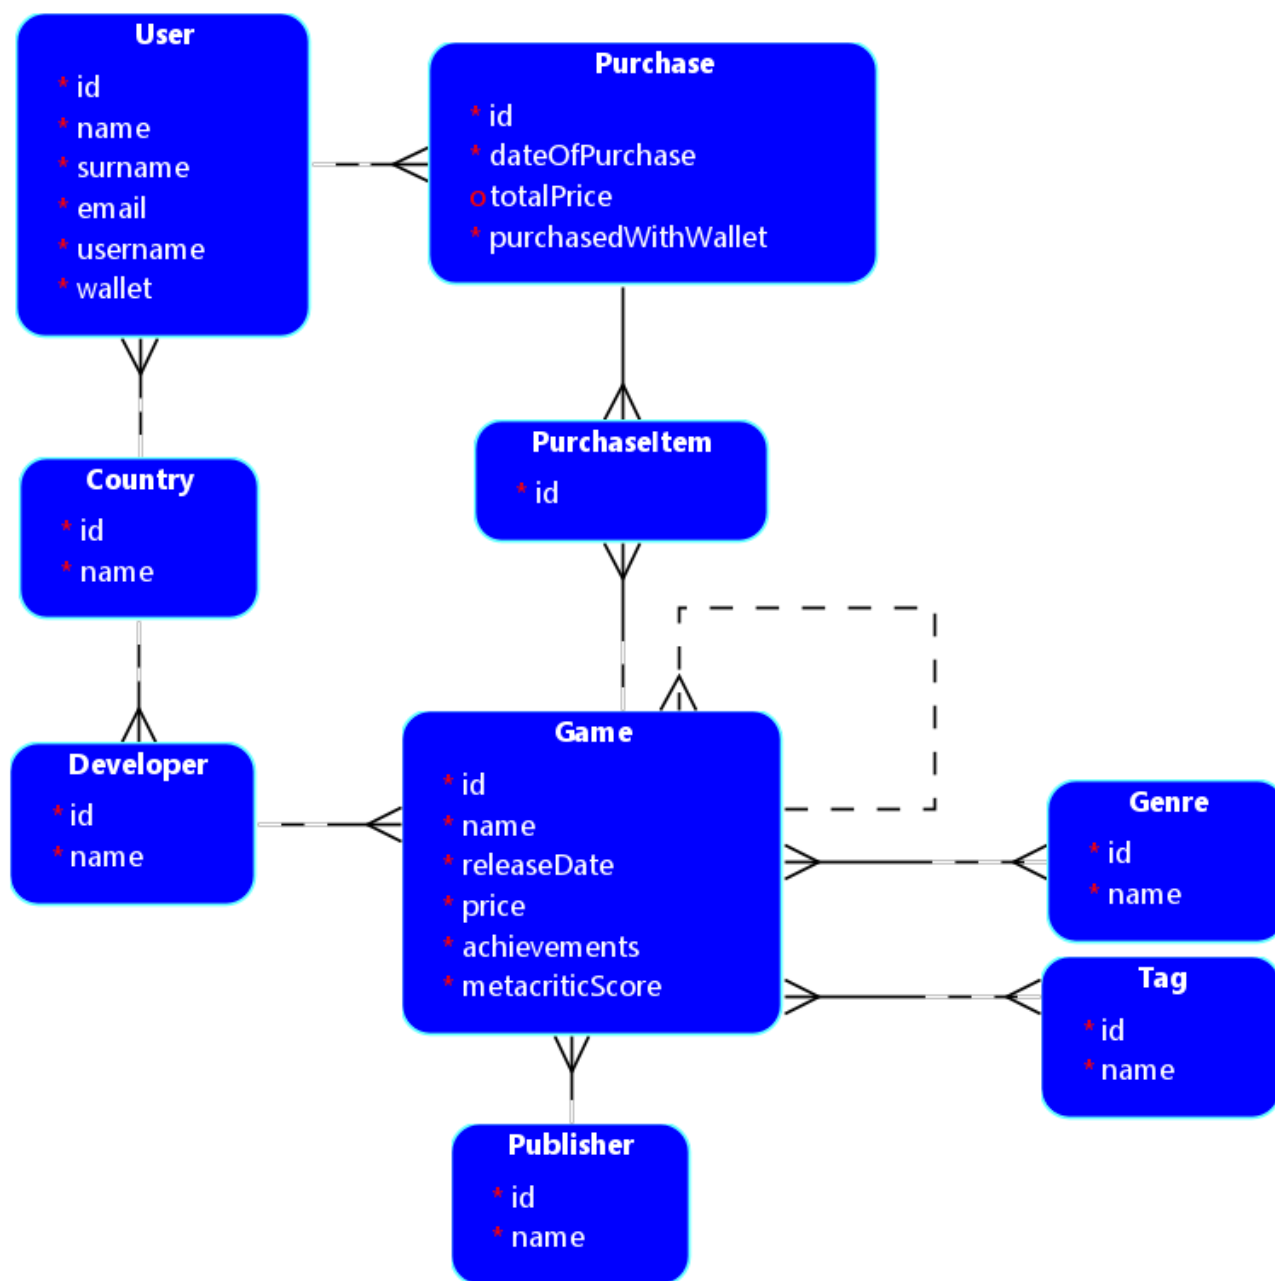 User
* id
* name
* surname
* email
* username
* wallet
Purchase
* id
* dateOfPurchase
o totalPrice
* purchasedWithWallet
PurchaseItem
* id
Country
* id
* name
Developer
* id
* name
Game
* id
* name
* releaseDate
* price
* achievements
* metacriticScore
Genre
* id
* name
Tag
* id
* name
Publisher
* id
* name